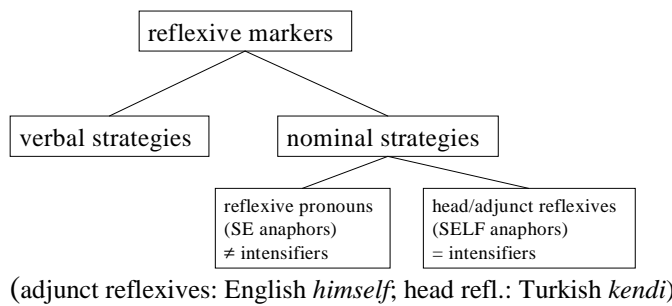 reflexive markers
verbal strategies
nominal strategies
reflexive pronouns
(SE anaphors)
≠ intensifiers
head/adjunct reflexives
(SELF anaphors)
= intensifiers
(adjunct reflexives: English himself; head refl.: Turkish kendi)